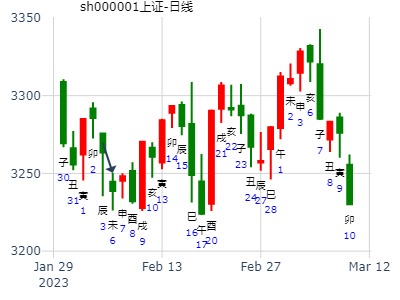 sh000001上证-日线
3350
3300
3250
3200
子
30
丑
31
寅
1
卯
2
辰
3
未
6
申
7
酉
8
戌
9
亥
10
寅
13
卯
14
辰
15
巳
16
午
17
酉
20
戌
21
亥
22
子
23
丑
24
辰
27
巳
28
午
1
未
2
申
3
亥
6
子
7
丑
8
寅
9
卯
10
Jan 29
2023
Feb 13
Feb 27
Mar 12